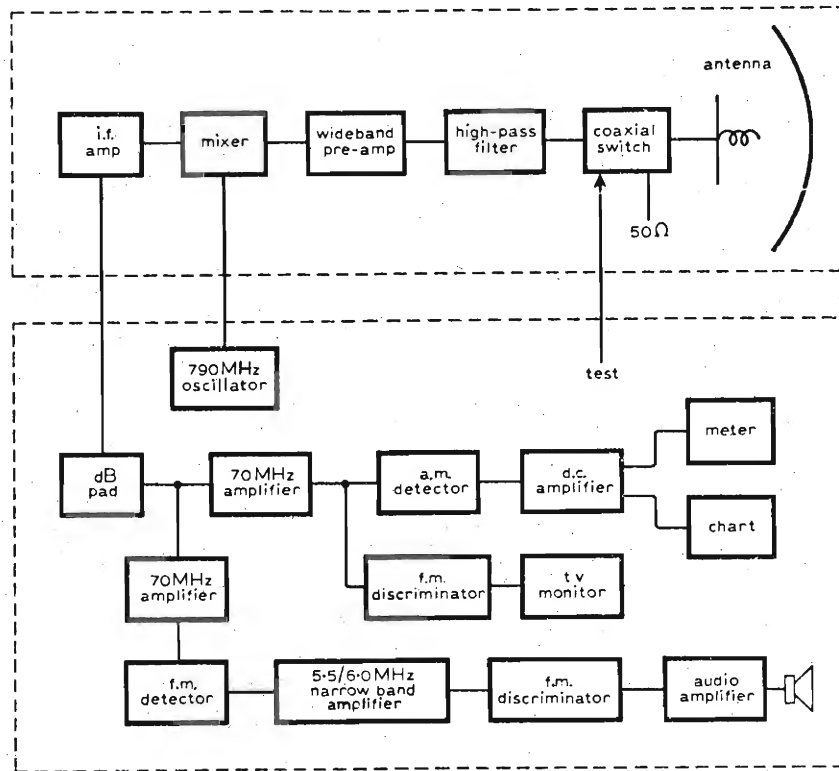 antenna
i.f.
amp
mixer
wideband
pre-amp
high-pass
filter
coaxial
switch
50Ω
790MHz
oscillator
test
dB
pad
70MHz
amplifier
a.m.
detector
d.c.
amplifier
meter
chart
70MHz
amplifier
f.m.
discriminator
t v
monitor
f.m.
detector
5·5/6·0MHz
narrow band
amplifier
f.m.
discriminator
audio
amplifier